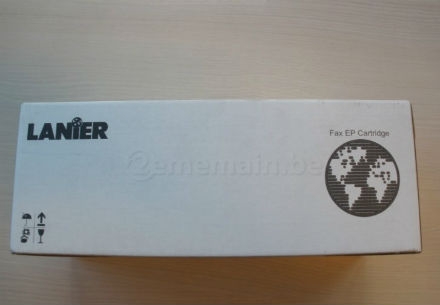 LANIER
Fax EP Cartridge
2ememain.be